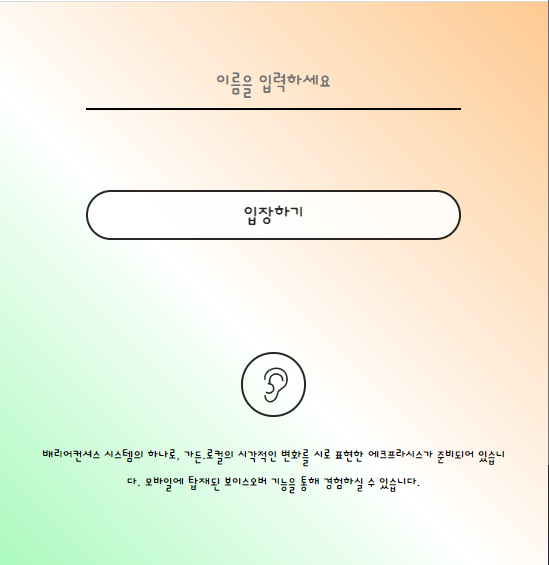 이름을 입력하세요
입장하기
배리어컨셔스 시스템의 하나로, 가든.로컬의 시각적인 변화를 시로 표현한 에크프라시스가 준비되어 있습니
다. 모바일에 탑재된 보이스오버 기능을 통해 경험하실 수 있습니다.